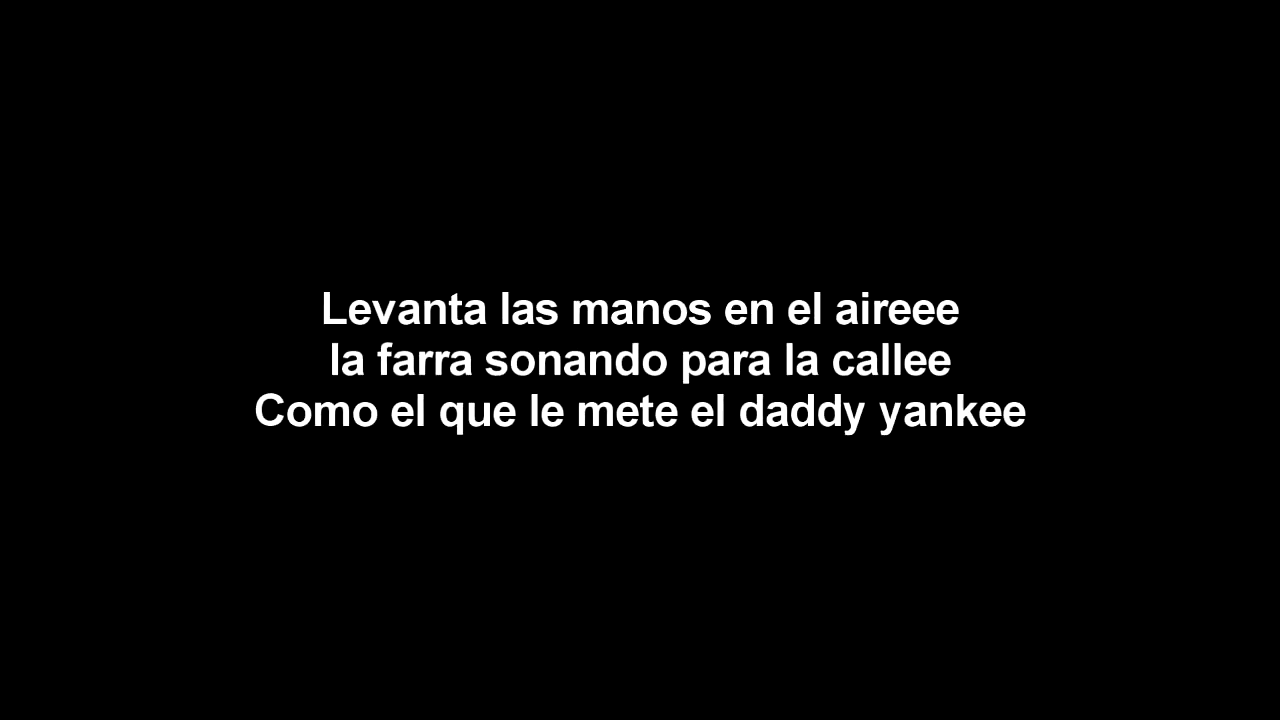 Levanta las manos en el aireee
la farra sonando para la callee
Como el que le mete el daddy yankee